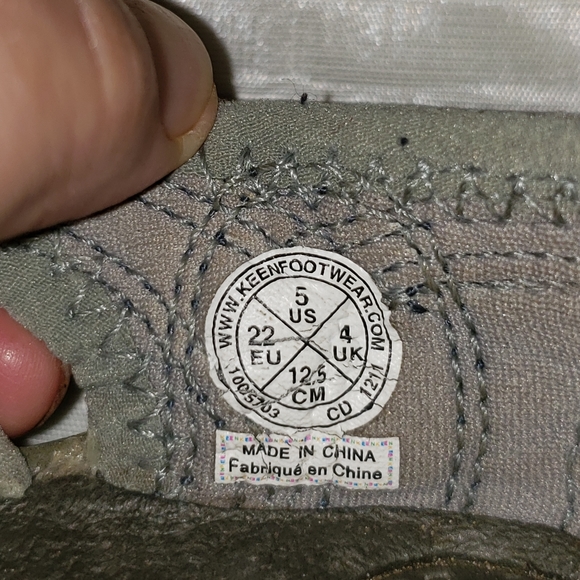 WWW.KEENFOOTWEAR.COM
5
US
22
EU
4
UK
12.5
CM
1005703
CD 1211
MADE IN CHINA
Fabriqué en Chine